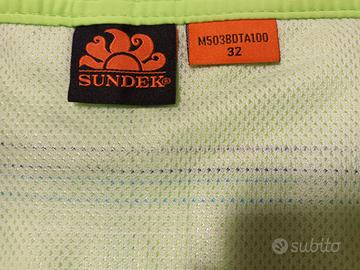 SUNDEK®
M503BDTA100
32
subito